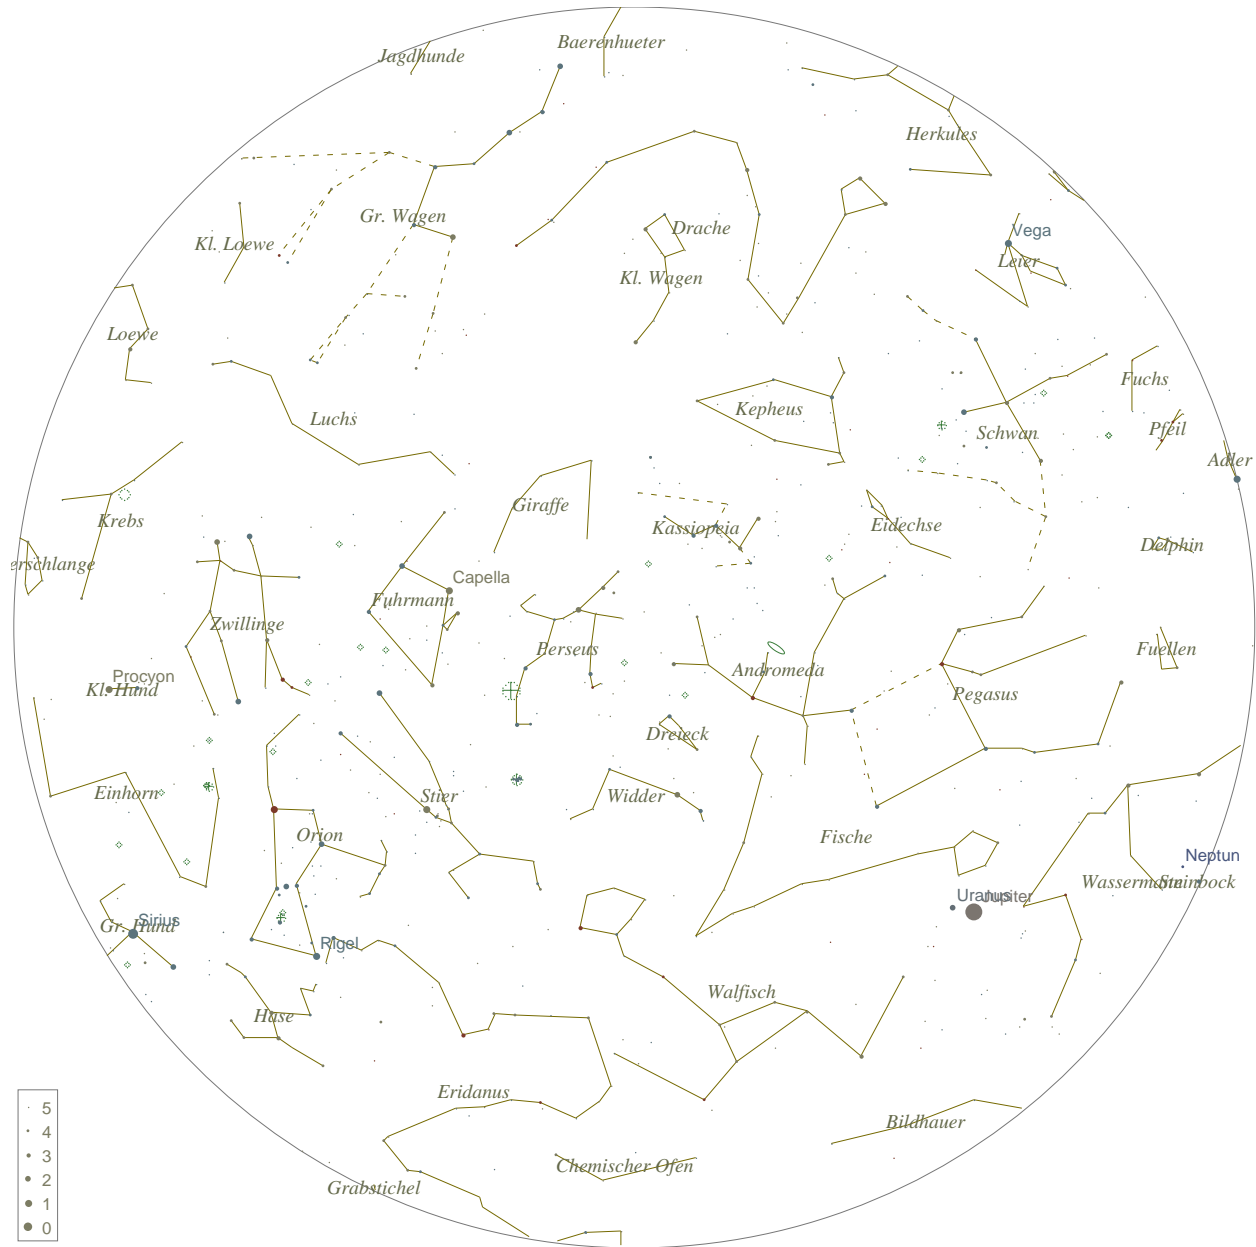 Baerenhueter
Jagdhunde
Herkules
Gr. Wagen
Drache
Vega
Kl. Loewe
Leier
Kl. Wagen
Loewe
Fuchs
Kepheus
Luchs
Pfeil
Schwan
Adler
Giraffe
Krebs
Kassiopeia
Eidechse
Delphin
erschlange
Capella
Fuhrmann
Zwillinge
Perseus
Fuellen
Andromeda
Procyon
Kl. Hund
Pegasus
Dreieck
Einhorn
Stier
Widder
Orion
Fische
Neptun
Wassermann
Steinbock
Uranus
Jupiter
Sirius
Gr. Hund
Rigel
Walfisch
Hase
Eridanus
Bildhauer
Chemischer Ofen
Grabstichel
5
4
3
2
1
0